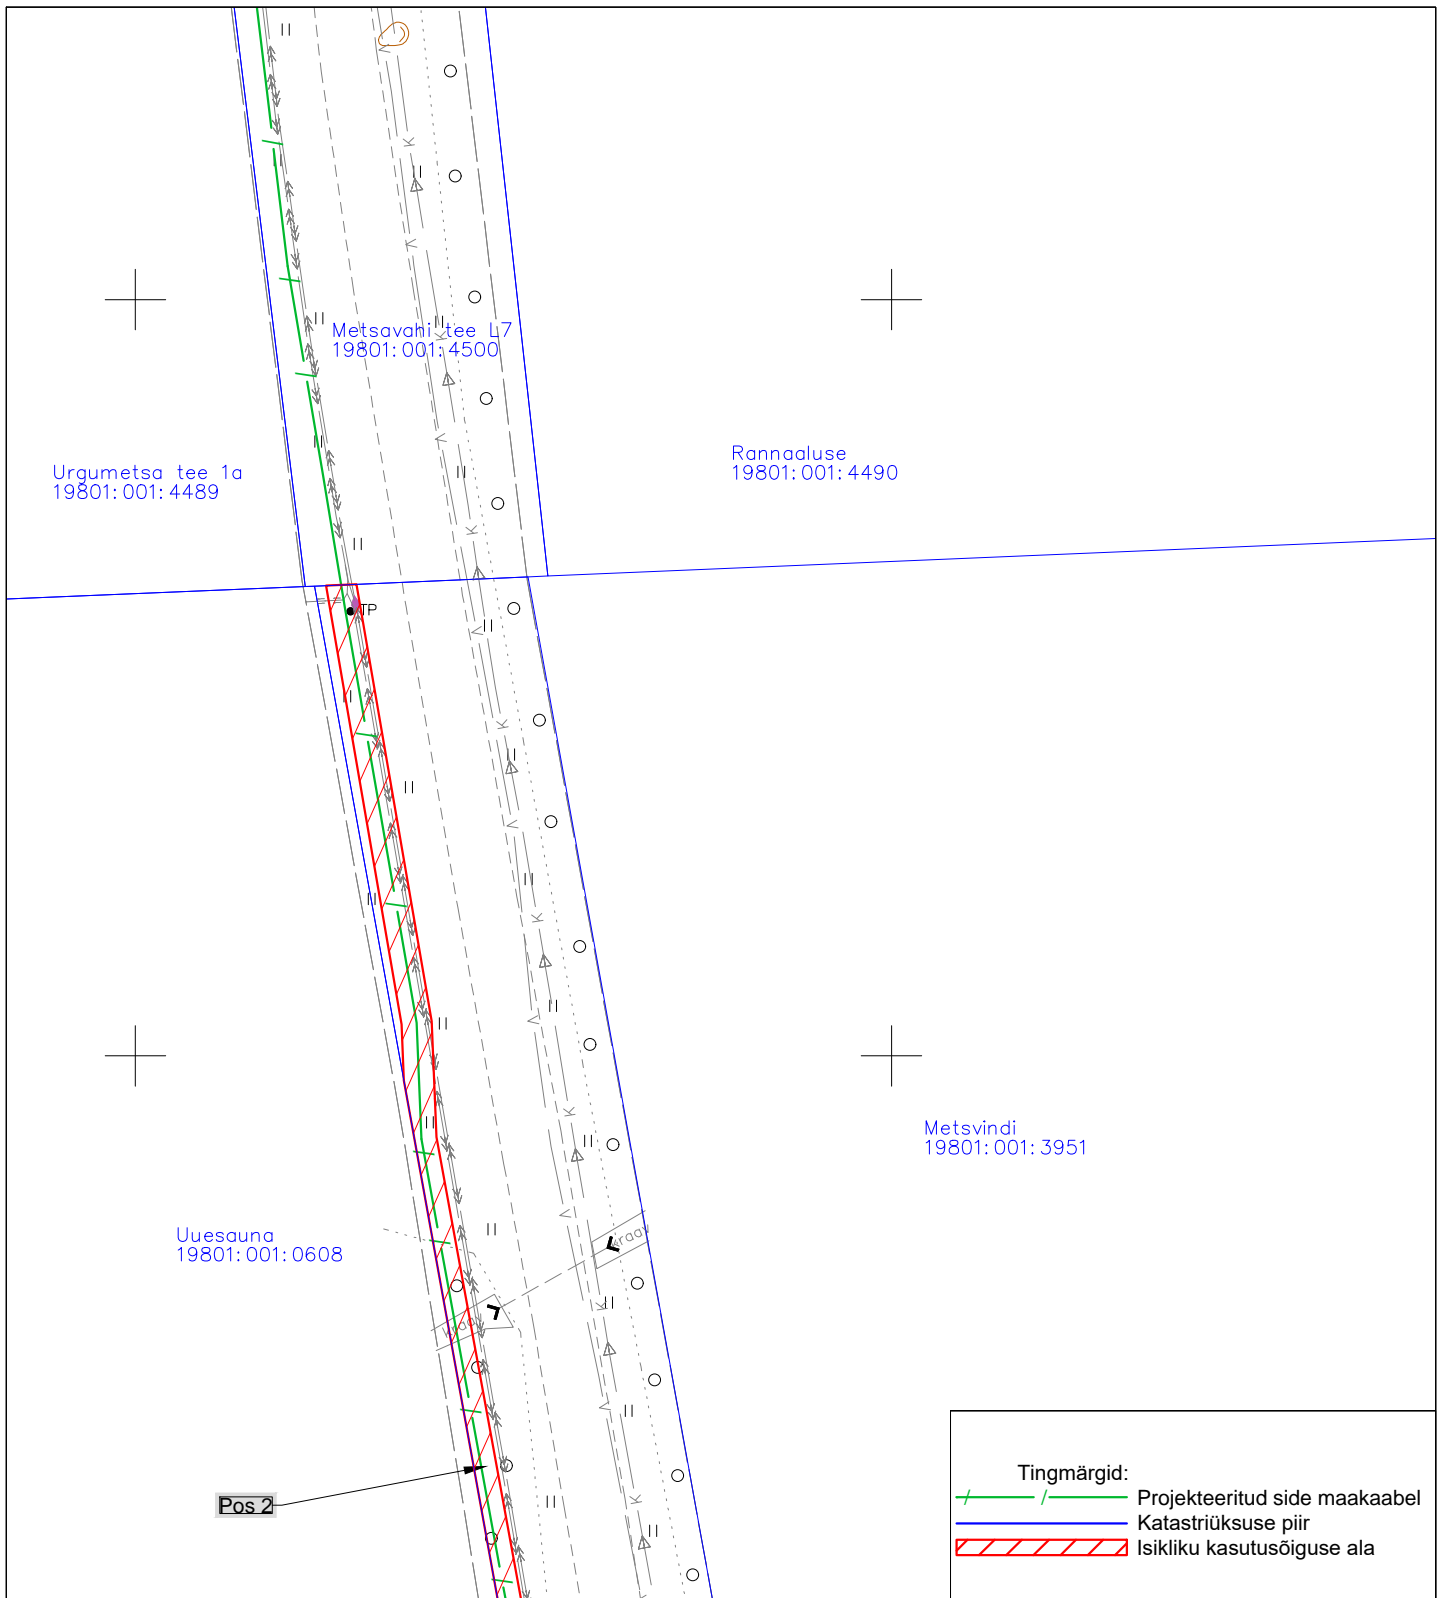 Metsavahi tee L7
19801:001:4500
Rannaaluse
19801:001:4490
Urgumetsa tee 1a
19801:001:4489
TP
Metsvindi
19801:001:3951
Uuesauna
19801:001:0608
Pos 2
Tingmärgid:
Projekteeritud side maakaabel
Katastriüksuse piir
Isikliku kasutusõiguse ala